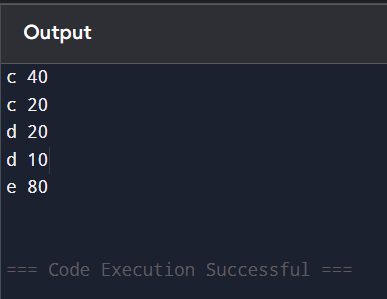 Output
c 40
c 20
d 20
d 10
e 80
=== Code Execution Successful ===